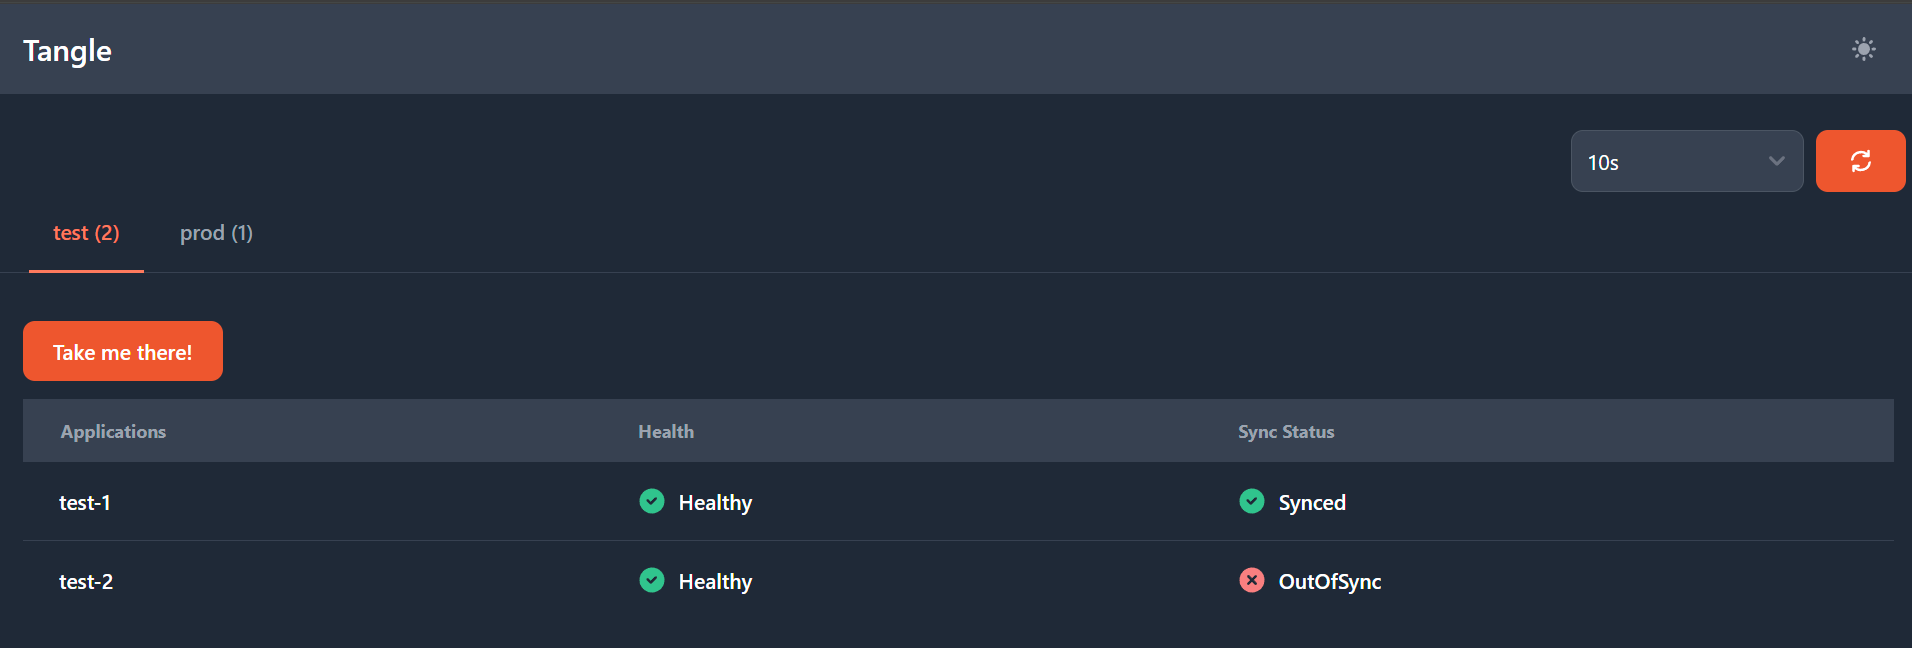 Tangle
10s
test (2) prod (1)
Take me there!
Applications Health Sync Status
test-1 Healthy Synced
test-2 Healthy OutOfSync